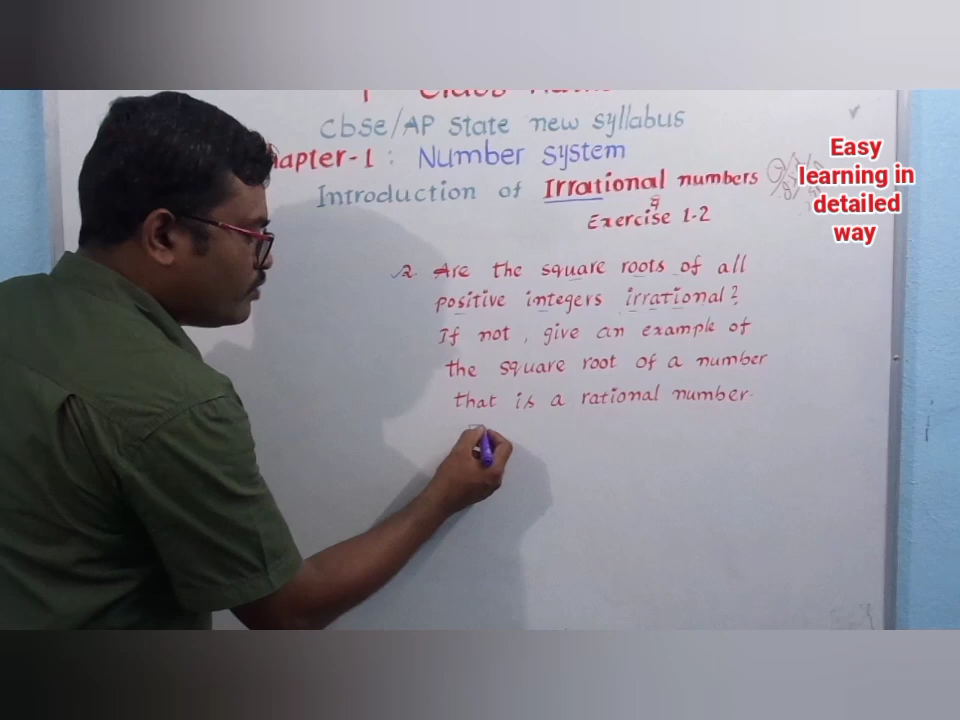 Class
Cbse/AP State new syllabus
apter-1 : Number System
Introduction of Irrational numbers
Exercise 1-2
2. Are the square roots of all
positive integers irrational?
If not, give an example of
the square root of a number
that is a rational number.
Easy
learning in
detailed
way